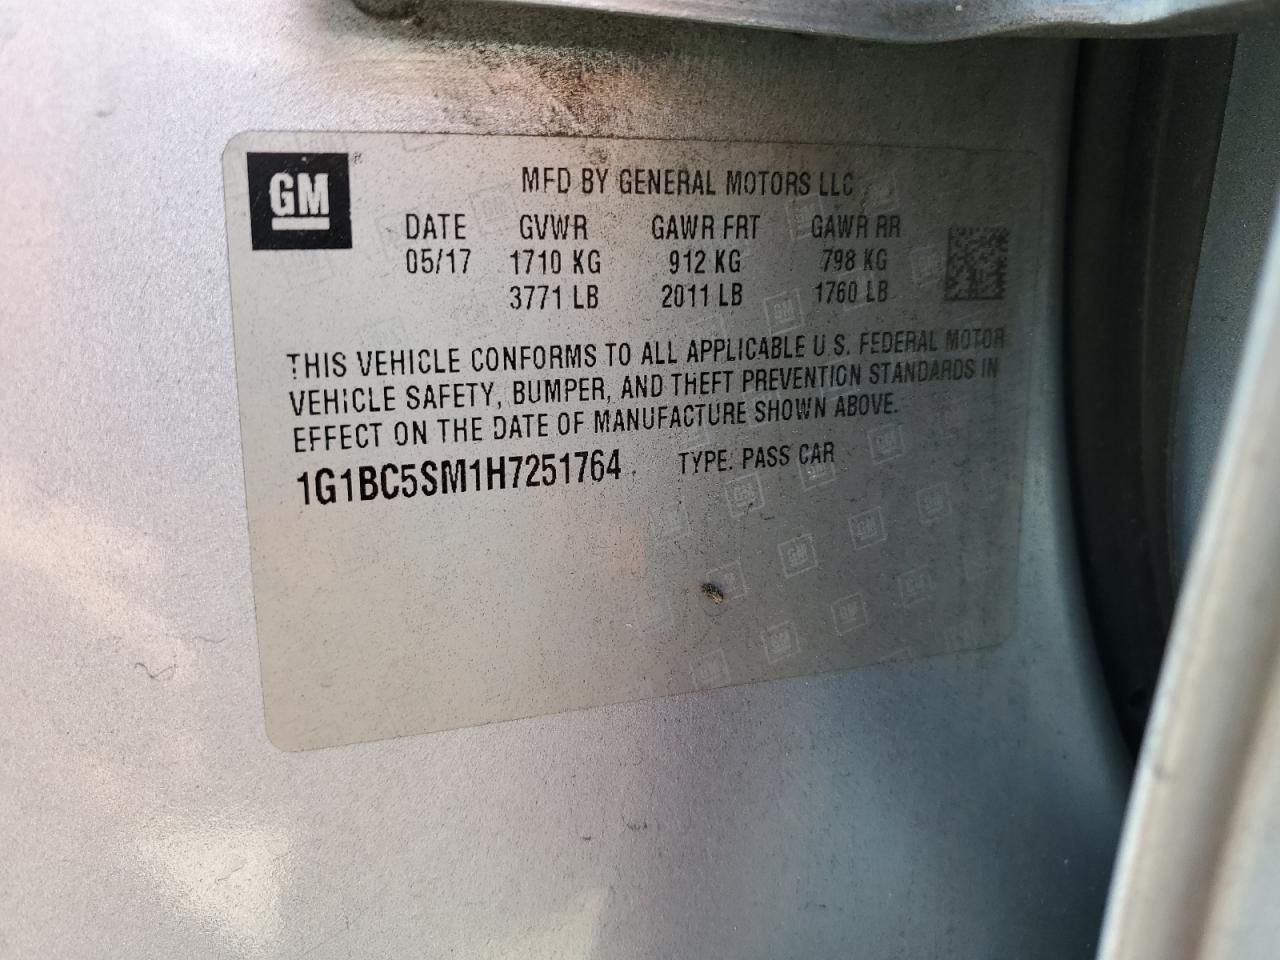 GM
MFD BY GENERAL MOTORS LLC
DATE GVWR GAWR FRT GAWR RR
05/17 1710 KG 912 KG 798 KG
3771 LB 2011 LB 1760 LB
THIS VEHICLE CONFORMS TO ALL APPLICABLE U.S. FEDERAL MOTOR
VEHICLE SAFETY, BUMPER, AND THEFT PREVENTION STANDARDS IN
EFFECT ON THE DATE OF MANUFACTURE SHOWN ABOVE.
1G1BC5SM1H7251764 TYPE: PASS CAR